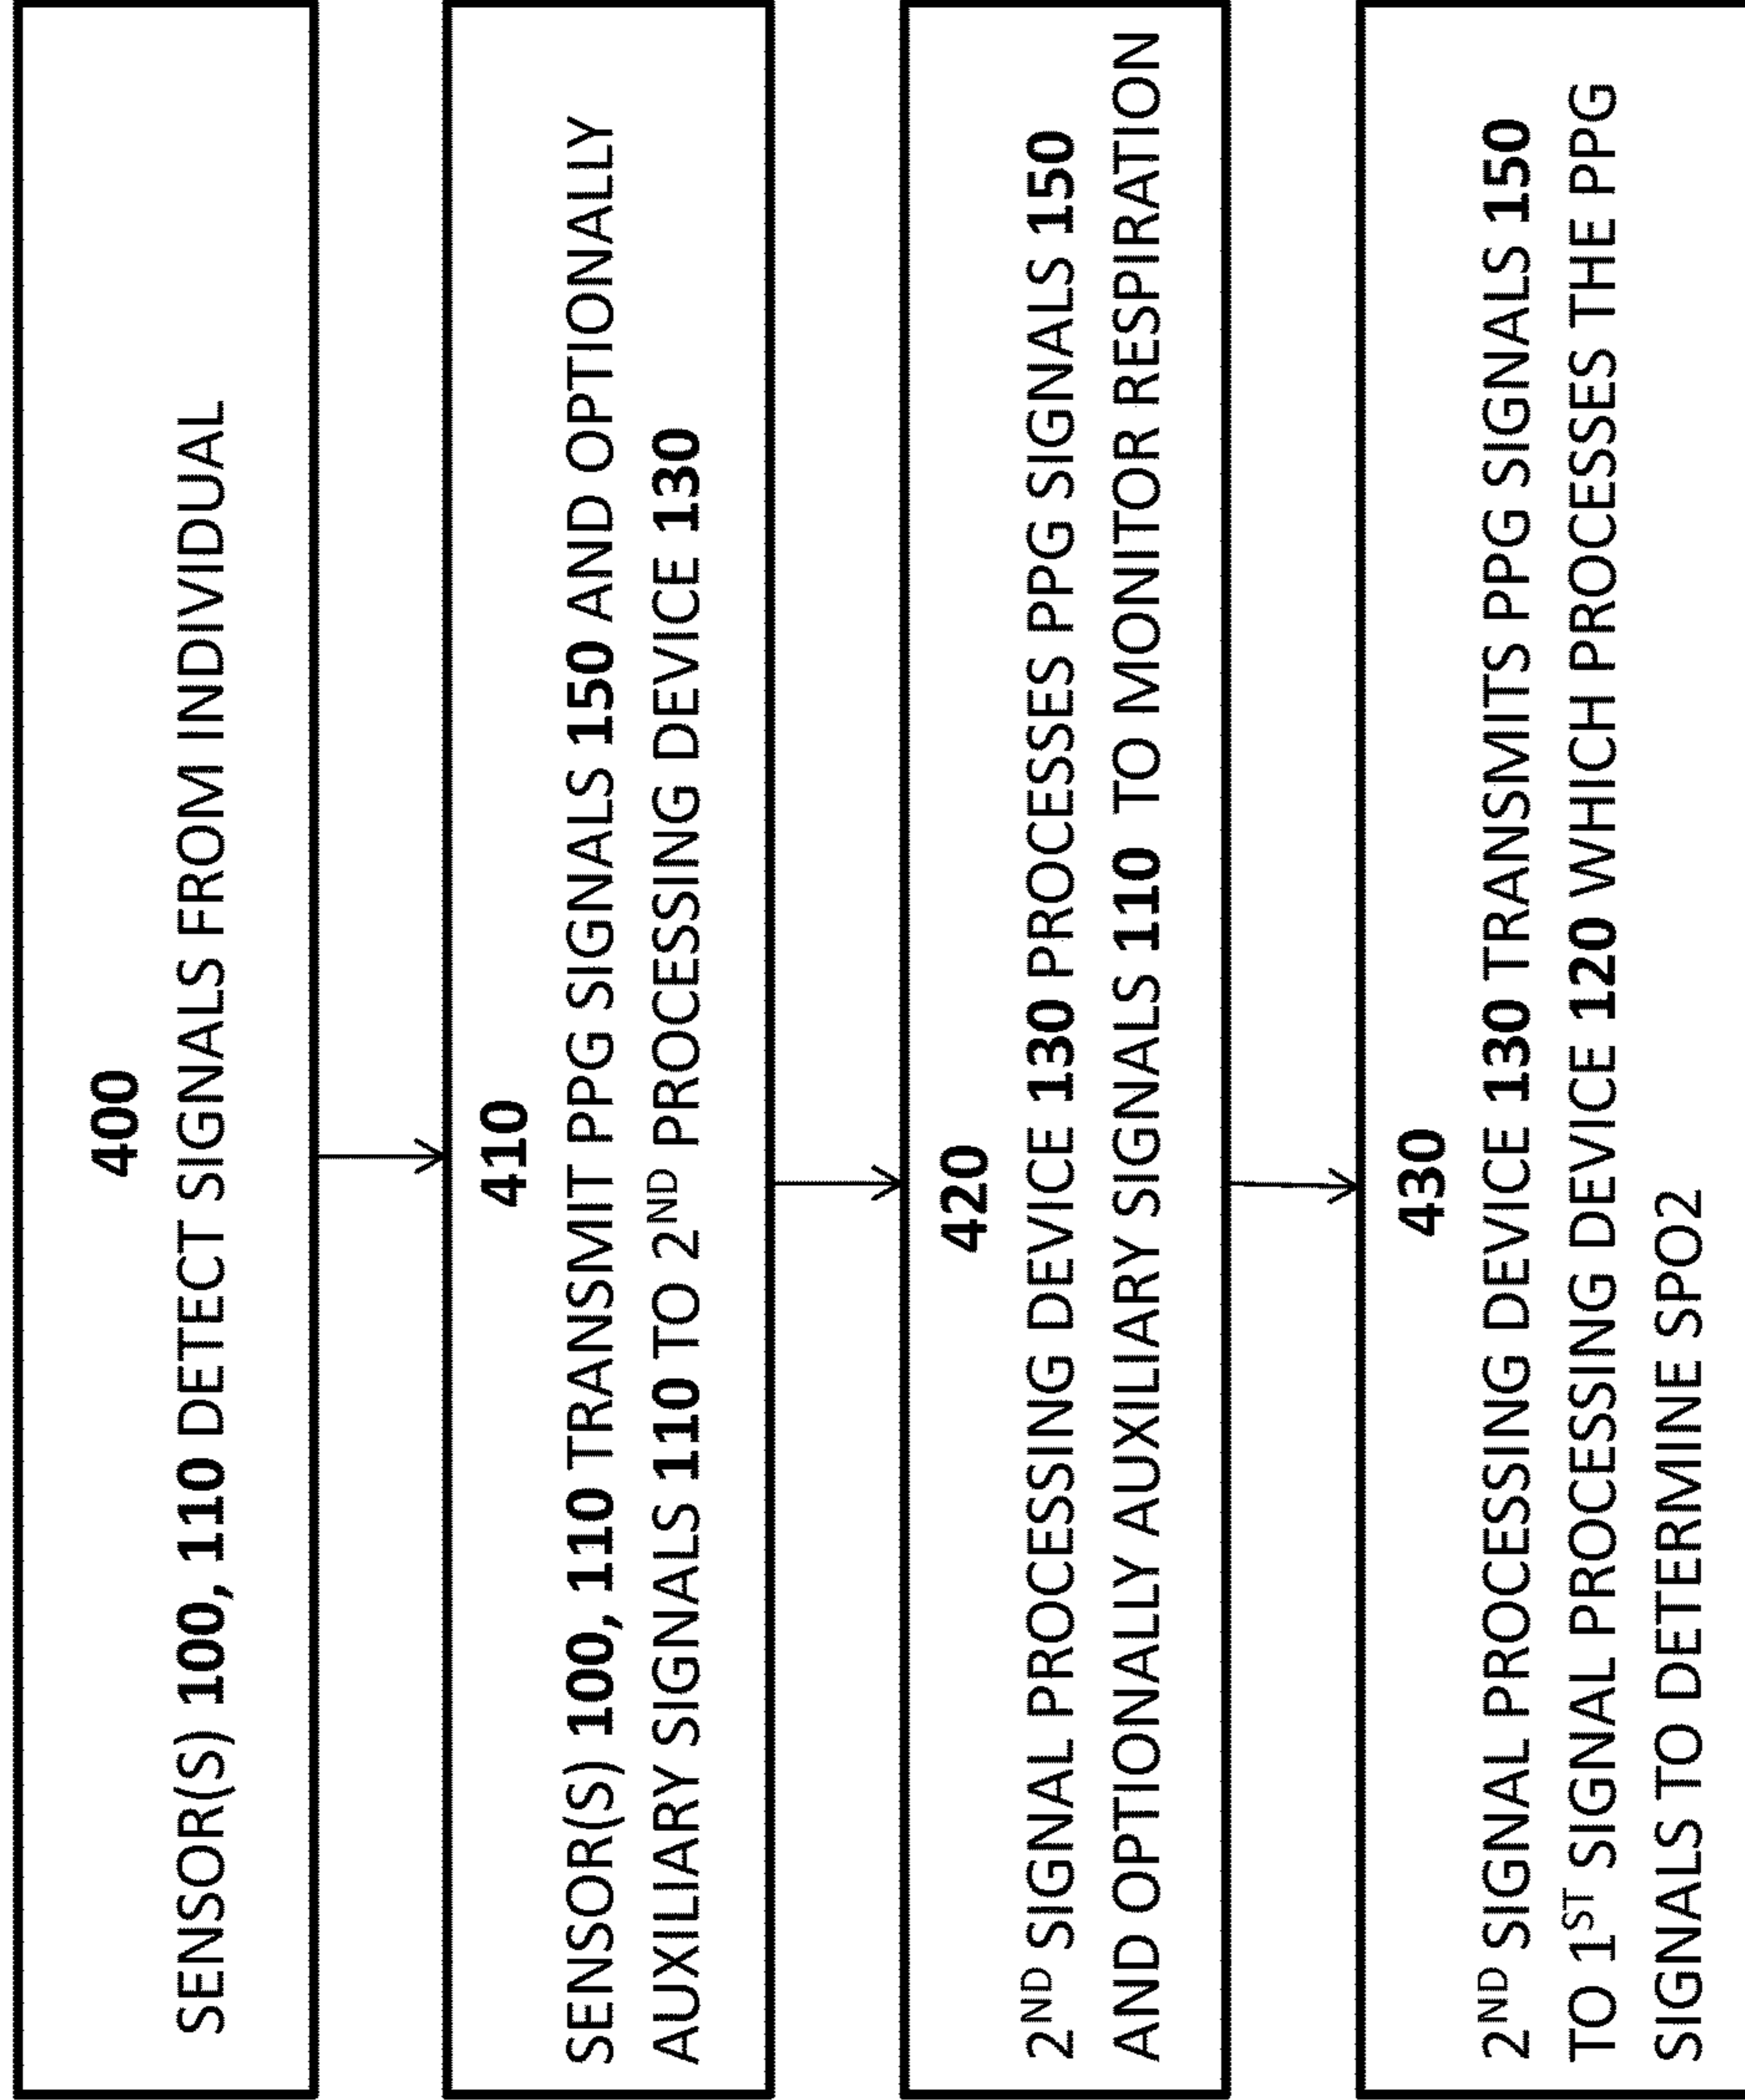 400
SENSOR(S) 100, 110 DETECT SIGNALS FROM INDIVIDUAL
410
SENSOR(S) 100, 110 TRANSMIT PPG SIGNALS 150 AND OPTIONALLY
AUXILIARY SIGNALS 110 TO 2ND PROCESSING DEVICE 130
420
2ND SIGNAL PROCESSING DEVICE 130 PROCESSES PPG SIGNALS 150
AND OPTIONALLY AUXILIARY SIGNALS 110 TO MONITOR RESPIRATION
430
2ND SIGNAL PROCESSING DEVICE 130 TRANSMITS PPG SIGNALS 150
TO 1ST SIGNAL PROCESSING DEVICE 120 WHICH PROCESSES THE PPG
SIGNALS TO DETERMINE SPO2